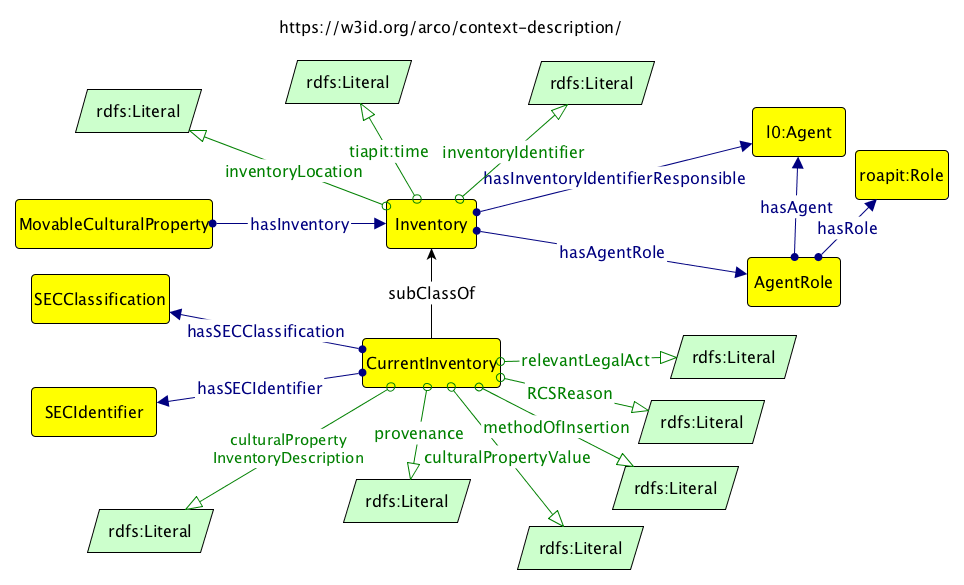 https://w3id.org/arco/context-description/
rdfs:Literal
rdfs:Literal
rdfs:Literal
l0:Agent
tiapit:time
inventoryIdentifier
inventoryLocation
hasInventoryIdentifierResponsible
roapit:Role
hasAgent
MovableCulturalProperty
hasInventory
Inventory
hasRole
hasAgentRole
AgentRole
subClassOf
SECClassification
hasSECClassification
CurrentInventory
relevantLegalAct
rdfs:Literal
hasSECIdentifier
RCSReason
SECIdentifier
rdfs:Literal
culturalProperty
InventoryDescription
provenance
methodOfInsertion
culturalPropertyValue
rdfs:Literal
rdfs:Literal
rdfs:Literal
rdfs:Literal